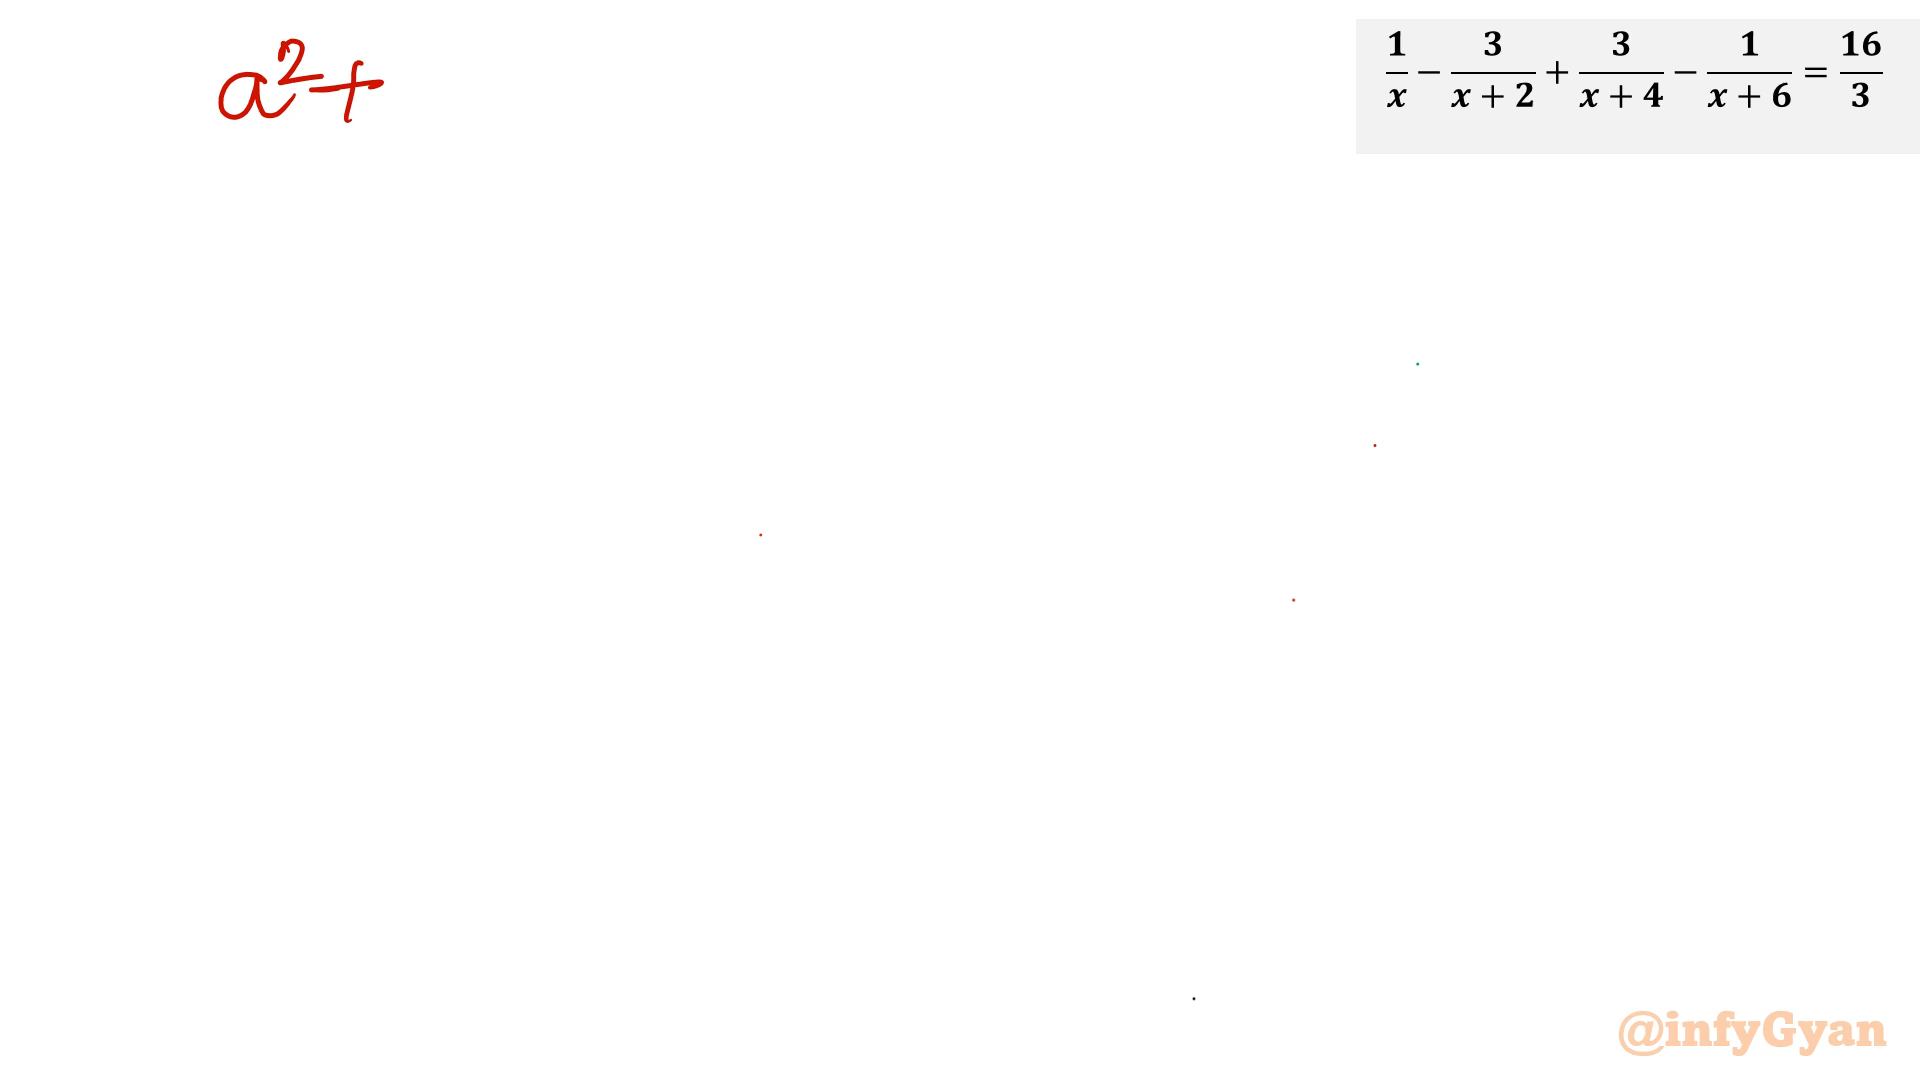 a²+
1/x − 3/(x + 2) + 3/(x + 4) − 1/(x + 6) = 16/3
@infyGyan